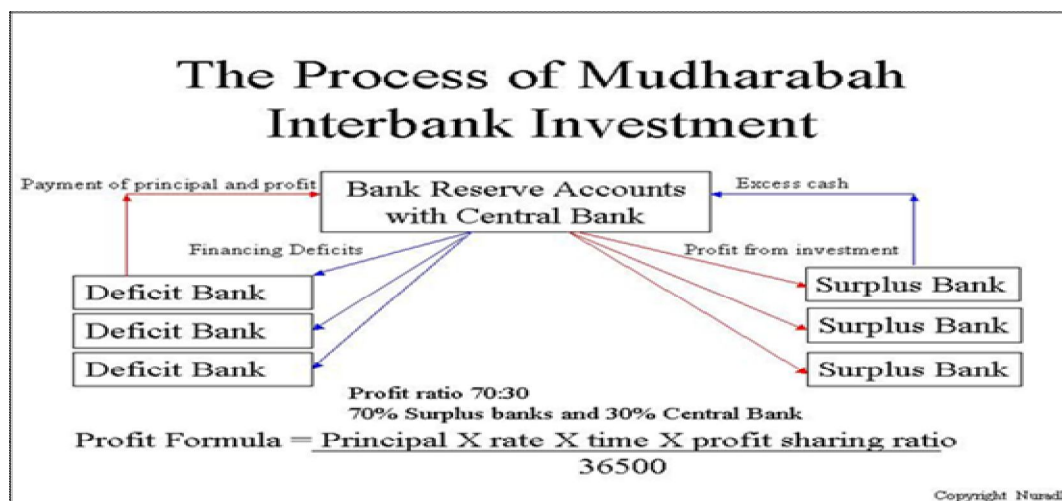 The Process of Mudharabah
Interbank Investment
Payment of principal and profit
Bank Reserve Accounts
with Central Bank
Excess cash
Financing Deficits
Profit from investment
Deficit Bank
Deficit Bank
Deficit Bank
Surplus Bank
Surplus Bank
Surplus Bank
Profit ratio 70:30
70% Surplus banks and 30% Central Bank
Profit Formula = Principal X rate X time X profit sharing ratio
36500
Copyright